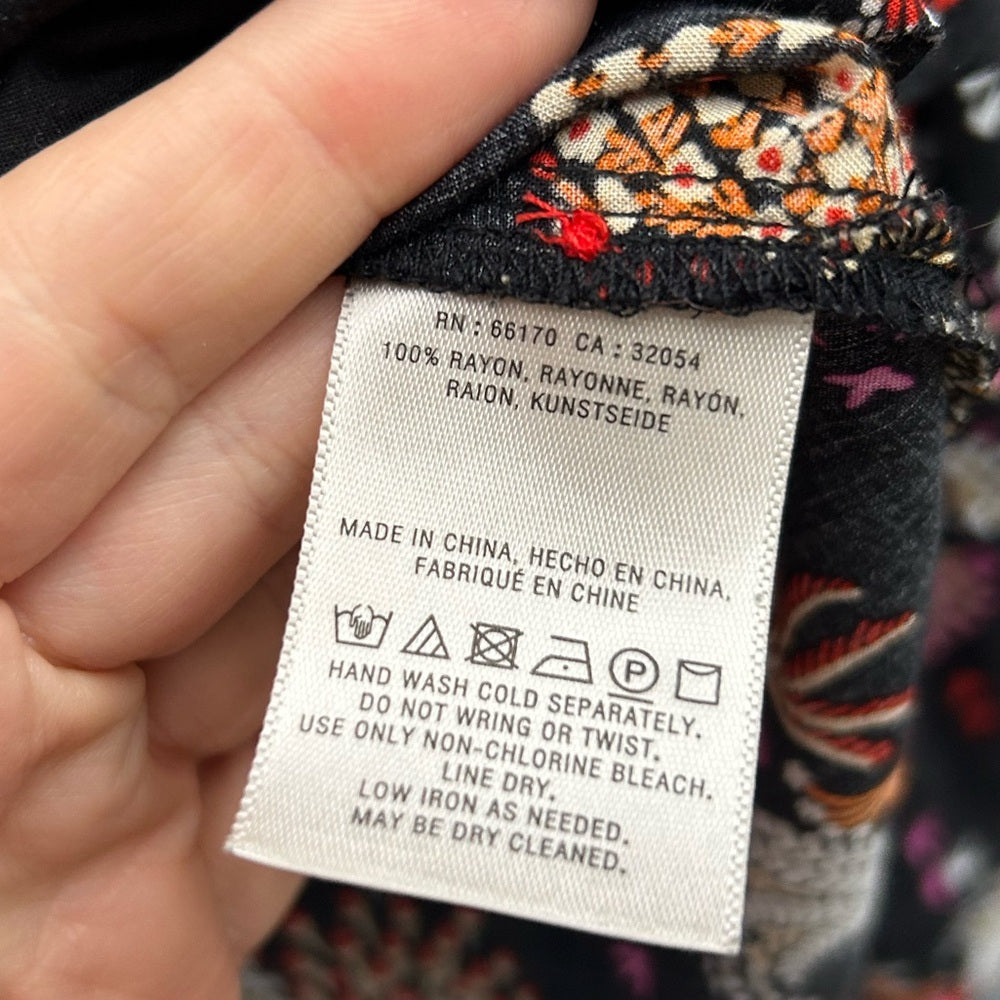 RN : 66170 CA : 32054
100% RAYON, RAYONNE, RAYÓN,
RAION, KUNSTSEIDE
MADE IN CHINA, HECHO EN CHINA,
FABRIQUÉ EN CHINE
P
HAND WASH COLD SEPARATELY.
DO NOT WRING OR TWIST.
USE ONLY NON-CHLORINE BLEACH.
LINE DRY.
LOW IRON AS NEEDED.
MAY BE DRY CLEANED.